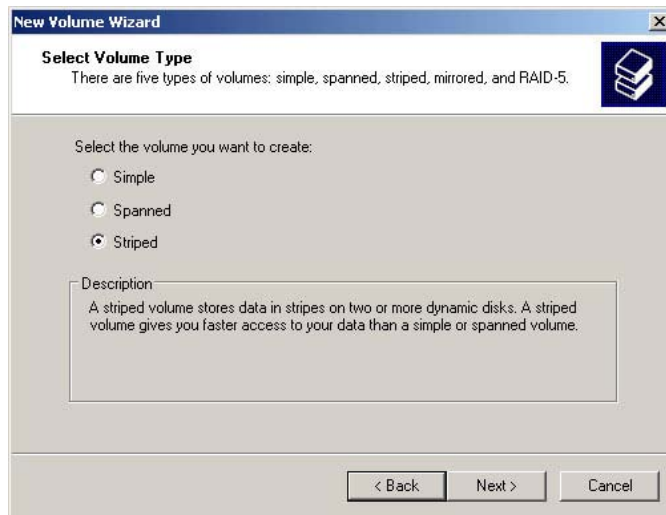 New Volume Wizard
Select Volume Type
There are five types of volumes: simple, spanned, striped, mirrored, and RAID-5.
Select the volume you want to create:
Simple
Spanned
Striped
Description
A striped volume stores data in stripes on two or more dynamic disks. A striped
volume gives you faster access to your data than a simple or spanned volume.
< Back
Next >
Cancel